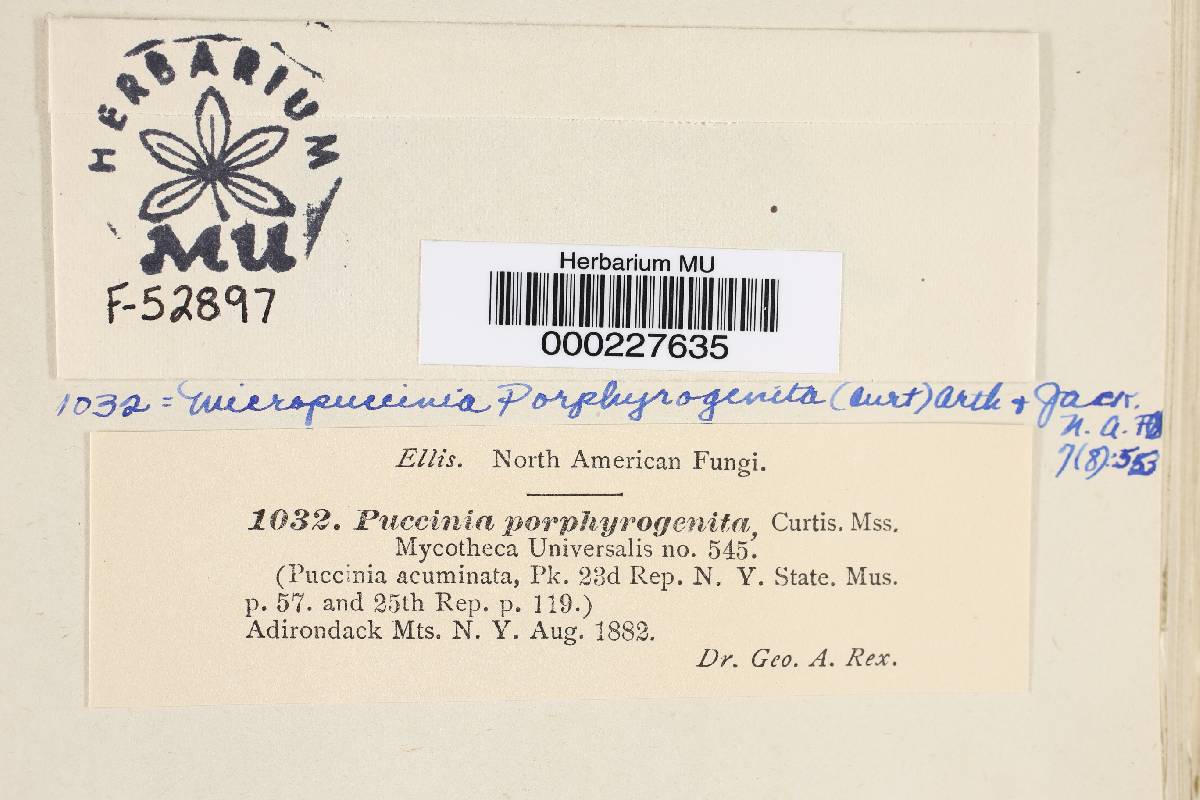 HERBARIUM
MU
F-52897
Herbarium MU
000227635
1032 = Micropuccinia Porphyrogenita (Curt) Arth & Jack.
N. A. Fl
7(8):553
Ellis. North American Fungi.
1032. Puccinia porphyrogenita, Curtis. Mss.
Mycotheca Universalis no. 545.
(Puccinia acuminata, Pk. 23d Rep. N. Y. State. Mus.
p. 57. and 25th Rep. p. 119.)
Adirondack Mts. N. Y. Aug. 1882.
Dr. Geo. A. Rex.